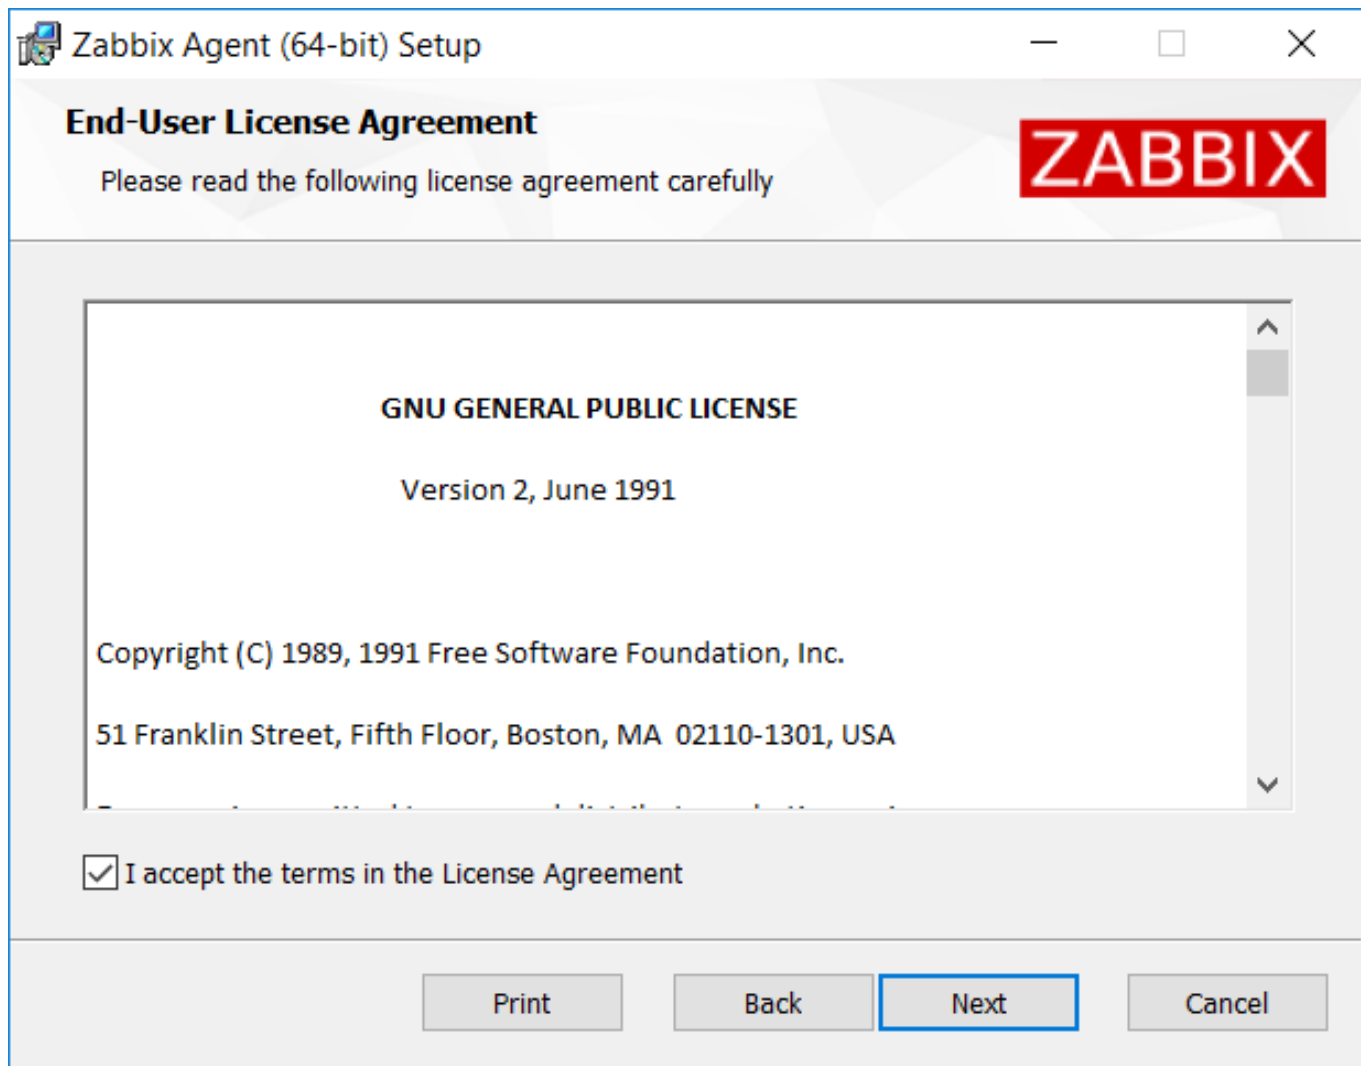 Zabbix Agent (64-bit) Setup
End-User License Agreement
Please read the following license agreement carefully
ZABBIX
GNU GENERAL PUBLIC LICENSE
Version 2, June 1991
Copyright (C) 1989, 1991 Free Software Foundation, Inc.
51 Franklin Street, Fifth Floor, Boston, MA  02110-1301, USA
I accept the terms in the License Agreement
Print
Back
Next
Cancel